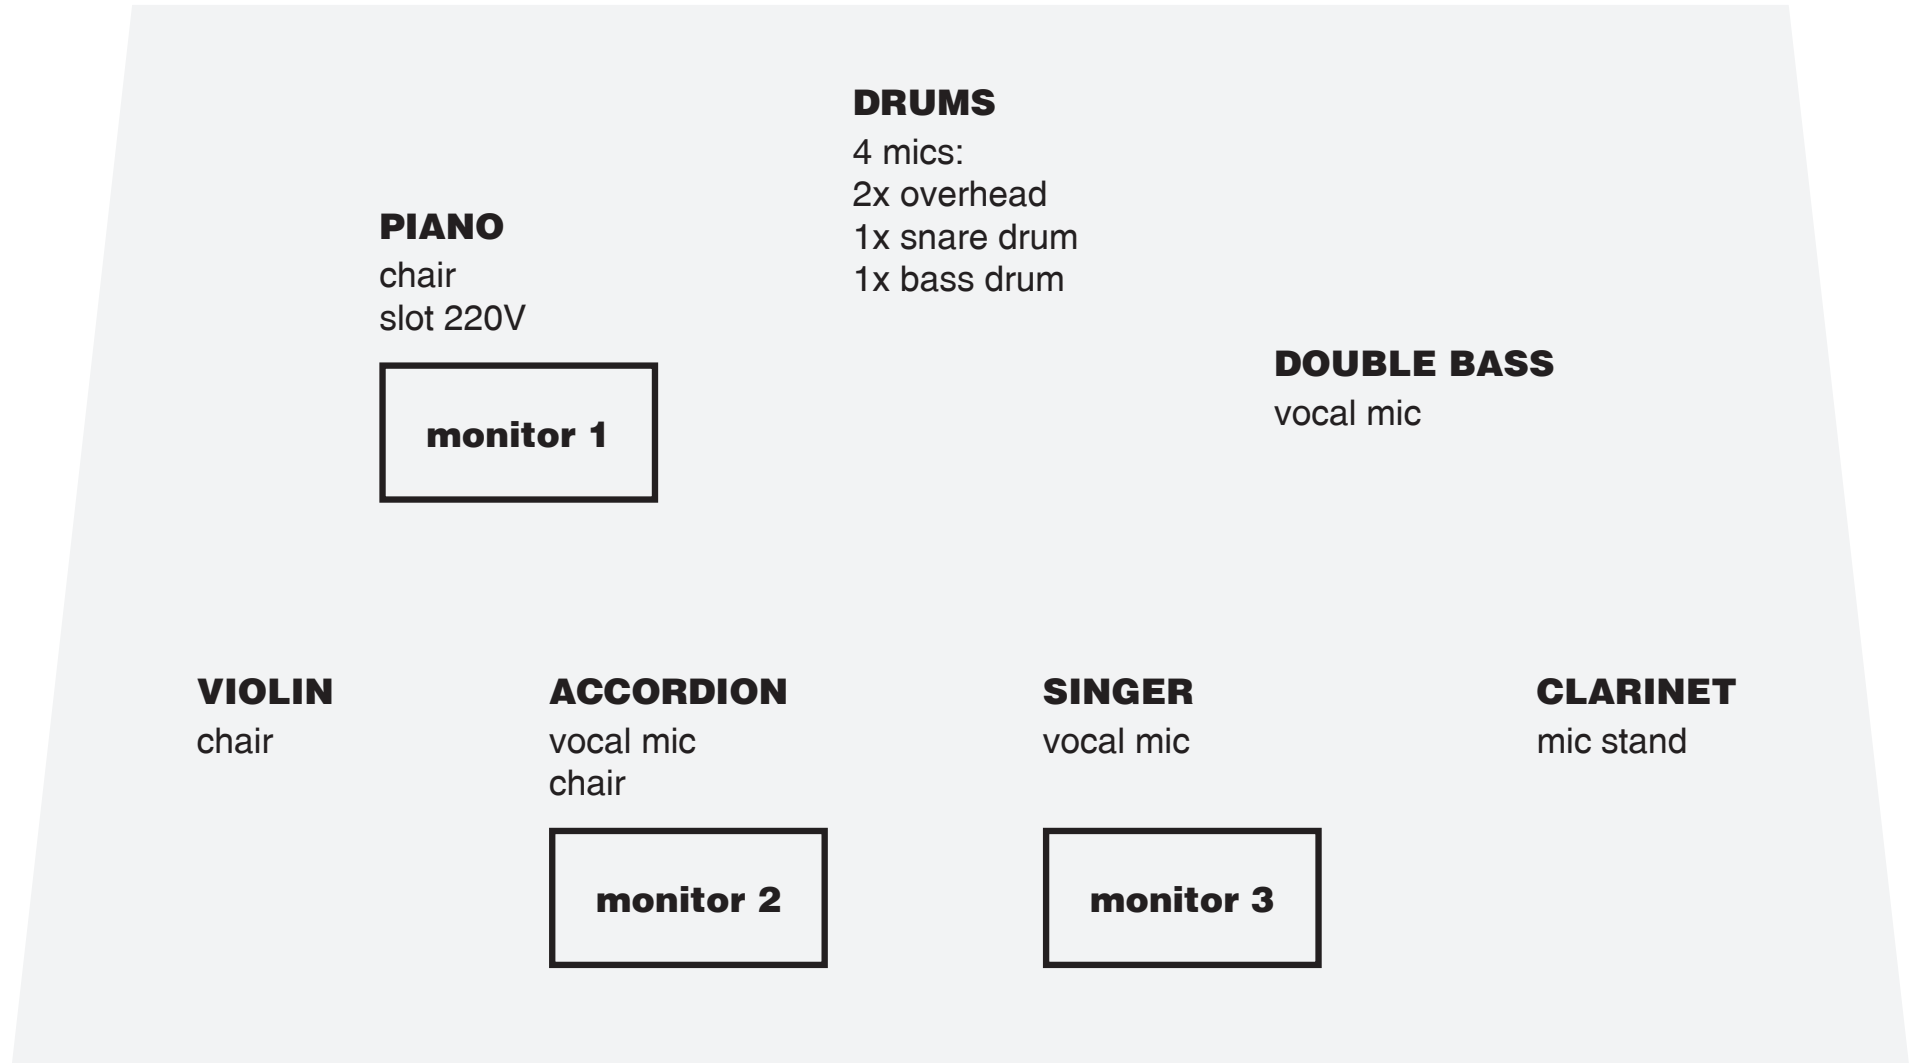 DRUMS
4 mics:
2x overhead
1x snare drum
1x bass drum
PIANO
chair
slot 220V
monitor 1
DOUBLE BASS
vocal mic
VIOLIN
chair
ACCORDION
vocal mic
chair
monitor 2
SINGER
vocal mic
monitor 3
CLARINET
mic stand